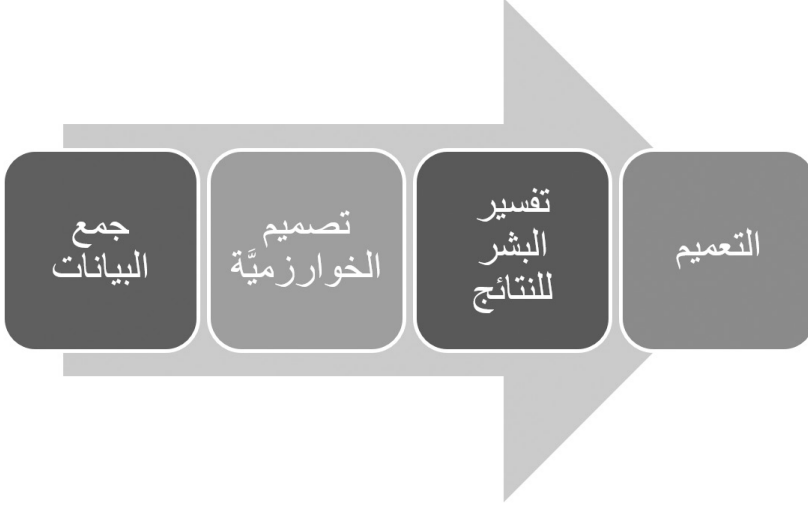 جمع
البيانات
تصميم
الخوارزميَّة
تفسير
البشر
للنتائج
التعميم